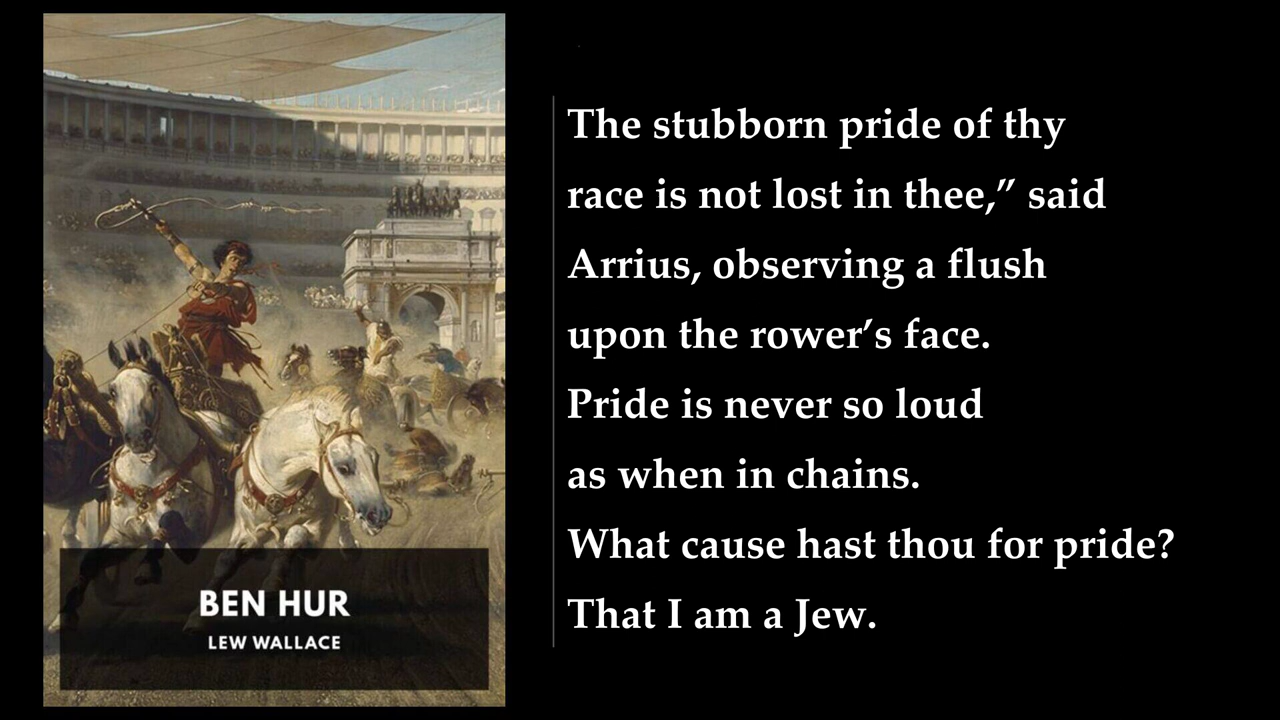 BEN HUR
LEW WALLACE
The stubborn pride of thy
race is not lost in thee,” said
Arrius, observing a flush
upon the rower’s face.
Pride is never so loud
as when in chains.
What cause hast thou for pride?
That I am a Jew.